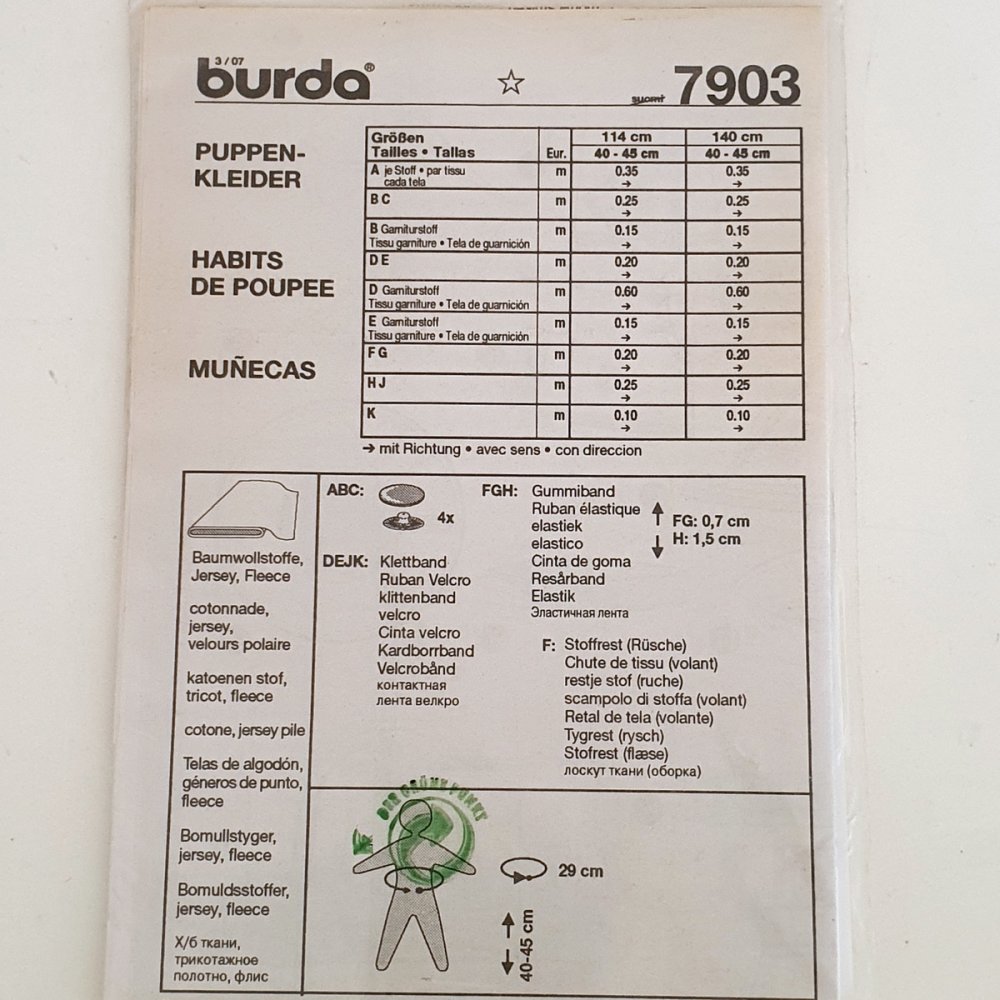 3/07
burda®
☆
suomi
7903
PUPPEN-
KLEIDER
HABITS
DE POUPEE
MUÑECAS
Größen 114 cm 140 cm
Tailles • Tallas Eur. 40 - 45 cm 40 - 45 cm
A je Stoff • par tissu m 0.35 0.35
cada tela → →
B C m 0.25 0.25
→ →
B Garniturstoff m 0.15 0.15
Tissu garniture • Tela de guarnición → →
D E m 0.20 0.20
→ →
D Garniturstoff m 0.60 0.60
Tissu garniture • Tela de guarnición → →
E Garniturstoff m 0.15 0.15
Tissu garniture • Tela de guarnición → →
F G m 0.20 0.20
→ →
H J m 0.25 0.25
→ →
K m 0.10 0.10
→ →
→ mit Richtung • avec sens • con direccion
Baumwollstoffe,
Jersey, Fleece
cotonnade,
jersey,
velours polaire
katoenen stof,
tricot, fleece
cotone, jersey pile
Telas de algodón,
géneros de punto,
fleece
Bomullstyger,
jersey, fleece
Bomuldsstoffer,
jersey, fleece
Х/б ткани,
трикотажное
полотно, флис
ABC:
4x
DEJK: Klettband
Ruban Velcro
klittenband
velcro
Cinta velcro
Kardborrband
Velcrobånd
контактная
лента велкро
FGH: Gummiband
Ruban élastique
elastiek
elastico
Cinta de goma
Resårband
Elastik
Эластичная лента
FG: 0,7 cm
H: 1,5 cm
F: Stoffrest (Rüsche)
Chute de tissu (volant)
restje stof (ruche)
scampolo di stoffa (volant)
Retal de tela (volante)
Tygrest (rysch)
Stofrest (flæse)
лоскут ткани (оборка)
DER GRÜNE PUNKT
29 cm
40-45 cm